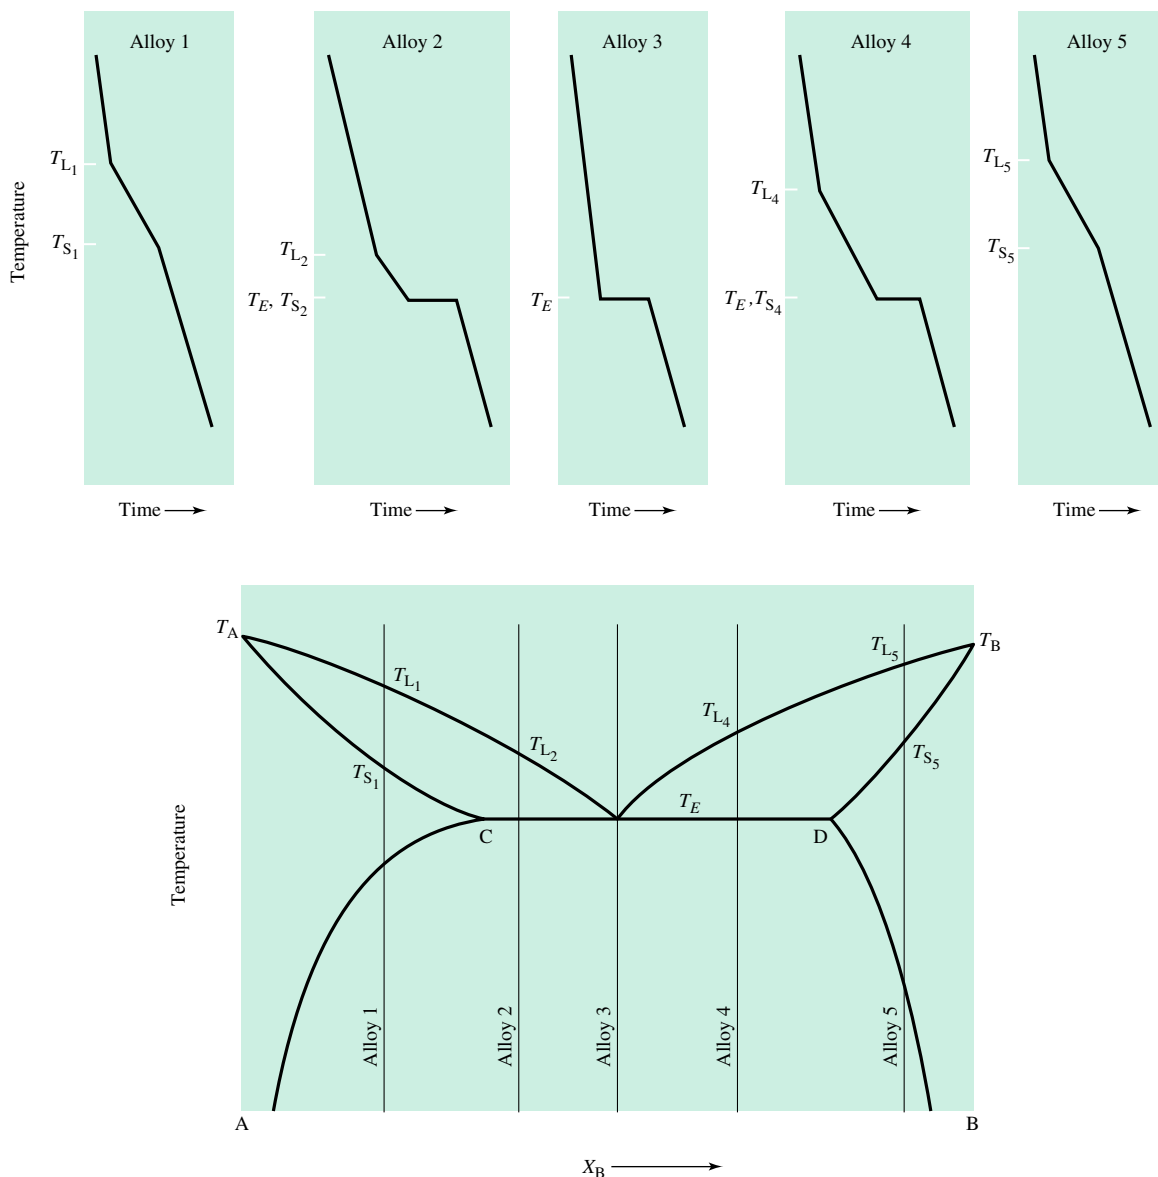 Alloy 1
Alloy 2
Alloy 3
Alloy 4
Alloy 5
Temperature
T_L1
T_S1
T_L2
T_E, T_S2
T_E
T_L4
T_E, T_S4
T_L5
T_S5
Time
Time
Time
Time
Time
Temperature
T_A
T_B
T_L1
T_S1
T_L2
T_L4
T_L5
T_S5
T_E
C
D
Alloy 1
Alloy 2
Alloy 3
Alloy 4
Alloy 5
A
B
X_B